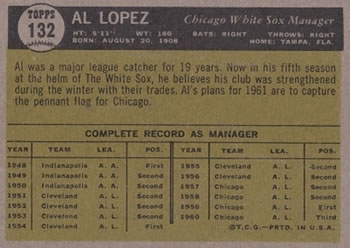 TOPPS
132
AL LOPEZ
Chicago White Sox Manager
HT: 5'11" WT: 180 BATS: RIGHT THROWS: RIGHT
BORN: AUGUST 20, 1908 HOME: TAMPA, FLA.
Al was a major league catcher for 19 years. Now in his fifth season
at the helm of The White Sox, he believes his club was strengthened
during the winter with their trades. Al's plans for 1961 are to capture
the pennant flag for Chicago.
COMPLETE RECORD AS MANAGER
YEAR TEAM LEA. POS. YEAR TEAM LEA. POS.
1948 Indianapolis A. A. First 1955 Cleveland A. L. Second
1949 Indianapolis A. A. Second 1956 Cleveland A. L. Second
1950 Indianapolis A. A. Second 1957 Chicago A. L. Second
1951 Cleveland A. L. Second 1958 Chicago A. L. Second
1952 Cleveland A. L. Second 1959 Chicago A. L. First
1953 Cleveland A. L. Second 1960 Chicago A. L. Third
1954 Cleveland A. L. First ©T.C.G.—PRTD. IN U.S.A.